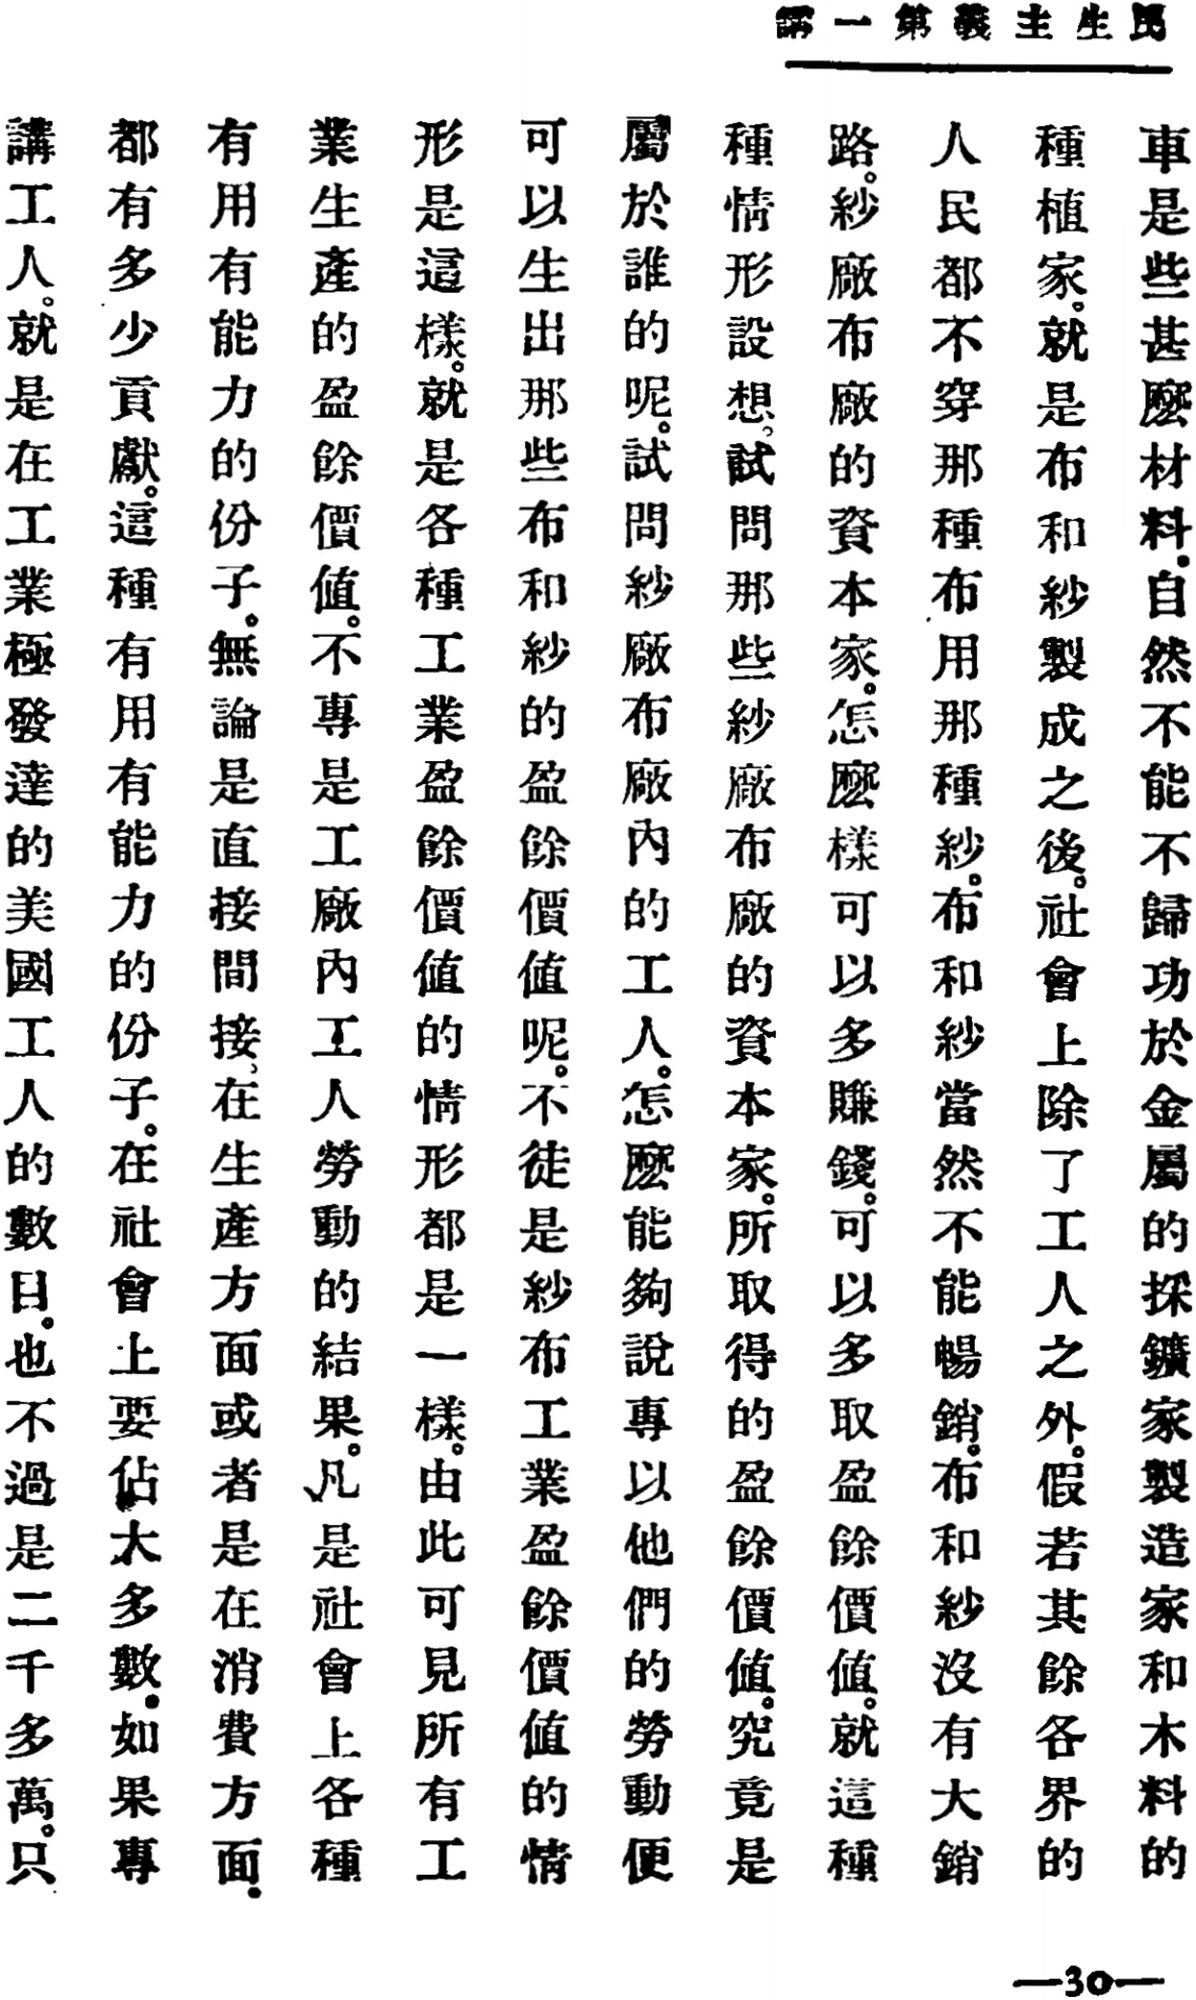 民生主義第一講
車是些甚麼材料。自然不能不歸功於金屬的採鑛家製造家和木料的
種植家。就是布和紗製成之後。社會上除了工人之外。假若其餘各界的
人民都不穿那種布用那種紗。布和紗當然不能暢銷。布和紗沒有大銷
路。紗廠布廠的資本家。怎麼樣可以多賺錢。可以多取盈餘價値。就這種
種情形設想、試問那些紗廠布廠的資本家。所取得的盈餘價値。究竟是
屬於誰的呢。試問紗廠布廠內的工人。怎麼能夠說專以他們的勞動便
可以生出那些布和紗的盈餘價値呢。不徒是紗布工業盈餘價値的情
形是這樣。就是各種工業盈餘價値的情形都是一樣。由此可見所有工
業生產的盈餘價値。不專是工廠內工人勞動的結果。凡是社會上各種
有用有能力的份子。無論是直接間接、在生產方面或者是在消費方面。
都有多少貢獻。這種有用有能力的份子。在社會上要佔大多數。如果專
講工人。就是在工業極發達的美國工人的數目。也不過是二千多萬。只
—30—